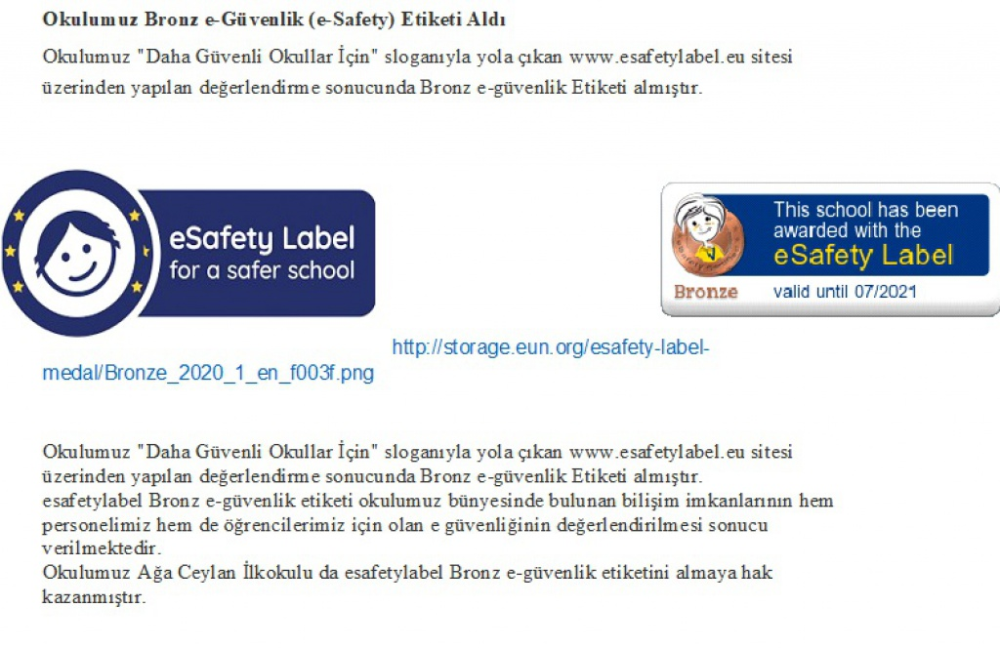 Okulumuz Bronz e-Güvenlik (e-Safety) Etiketi Aldı
Okulumuz "Daha Güvenli Okullar İçin" sloganıyla yola çıkan www.esafetylabel.eu sitesi
üzerinden yapılan değerlendirme sonucunda Bronz e-güvenlik Etiketi almıştır.
eSafety Label
for a safer school
This school has been
awarded with the
eSafety Label
Bronze
valid until 07/2021
http://storage.eun.org/esafety-label-
medal/Bronze_2020_1_en_f003f.png
Okulumuz "Daha Güvenli Okullar İçin" sloganıyla yola çıkan www.esafetylabel.eu sitesi
üzerinden yapılan değerlendirme sonucunda Bronz e-güvenlik Etiketi almıştır.
esafetylabel Bronz e-güvenlik etiketi okulumuz bünyesinde bulunan bilişim imkanlarının hem
personelimiz hem de öğrencilerimiz için olan e güvenliğinin değerlendirilmesi sonucu
verilmektedir.
Okulumuz Ağa Ceylan İlkokulu da esafetylabel Bronz e-güvenlik etiketini almaya hak
kazanmıştır.